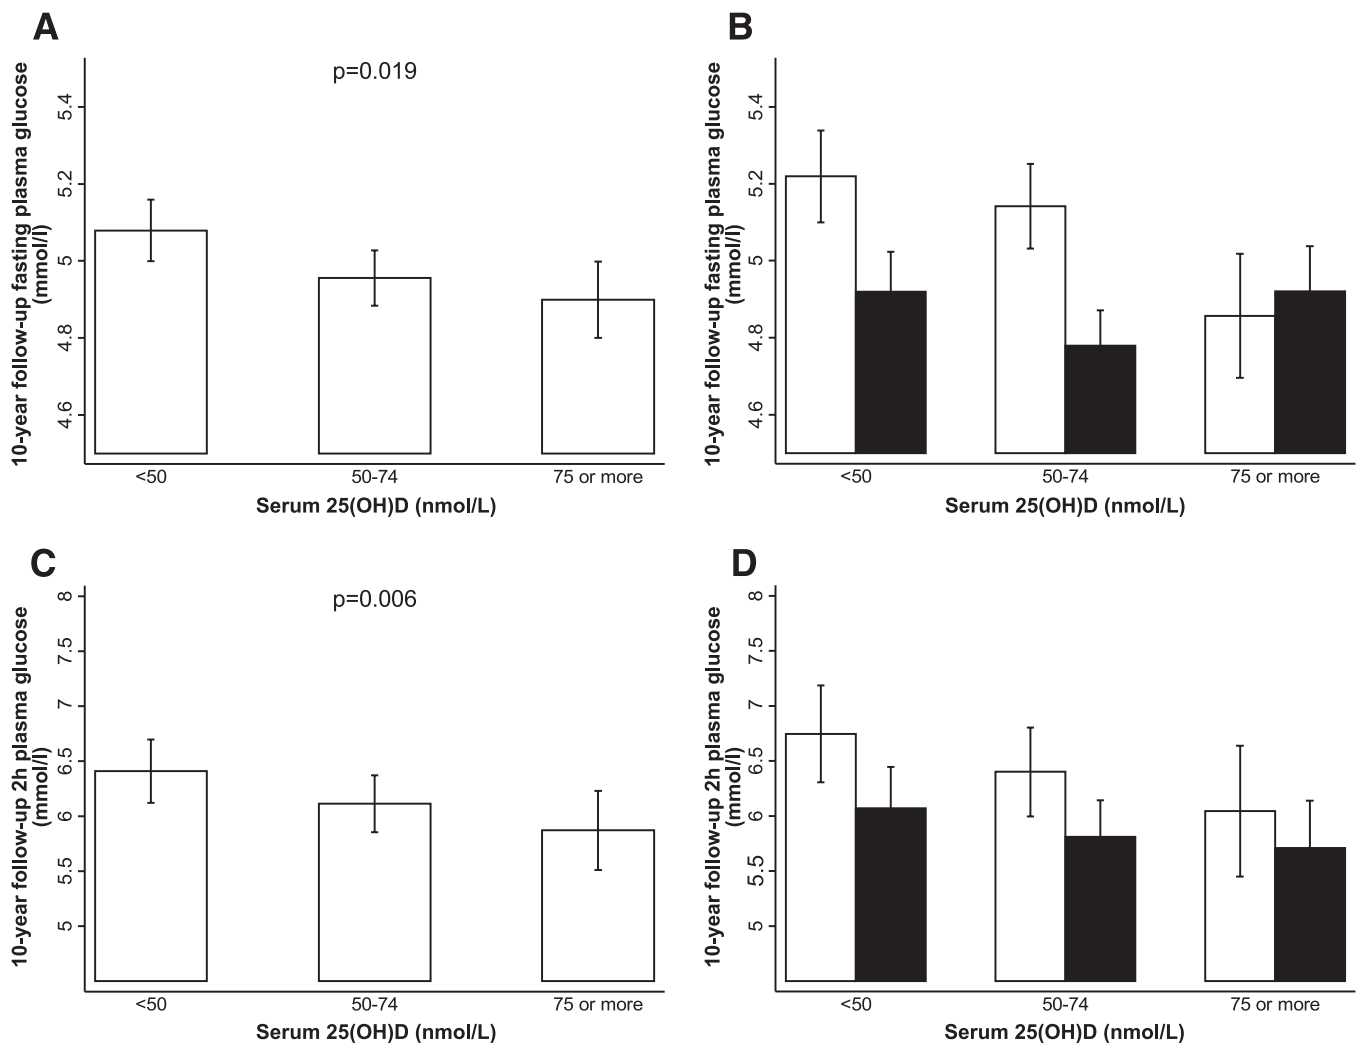 A
p=0.019
10-year follow-up fasting plasma glucose
(mmol/l)
5.4
5.2
5
4.8
4.6
<50
50-74
75 or more
Serum 25(OH)D (nmol/L)
B
10-year follow-up fasting plasma glucose
(mmol/l)
5.4
5.2
5
4.8
4.6
<50
50-74
75 or more
Serum 25(OH)D (nmol/L)
C
p=0.006
10-year follow-up 2h plasma glucose
(mmol/l)
8
7.5
7
6.5
6
5.5
5
<50
50-74
75 or more
Serum 25(OH)D (nmol/L)
D
10-year follow-up 2h plasma glucose
(mmol/l)
8
7.5
7
6.5
6
5.5
5
<50
50-74
75 or more
Serum 25(OH)D (nmol/L)